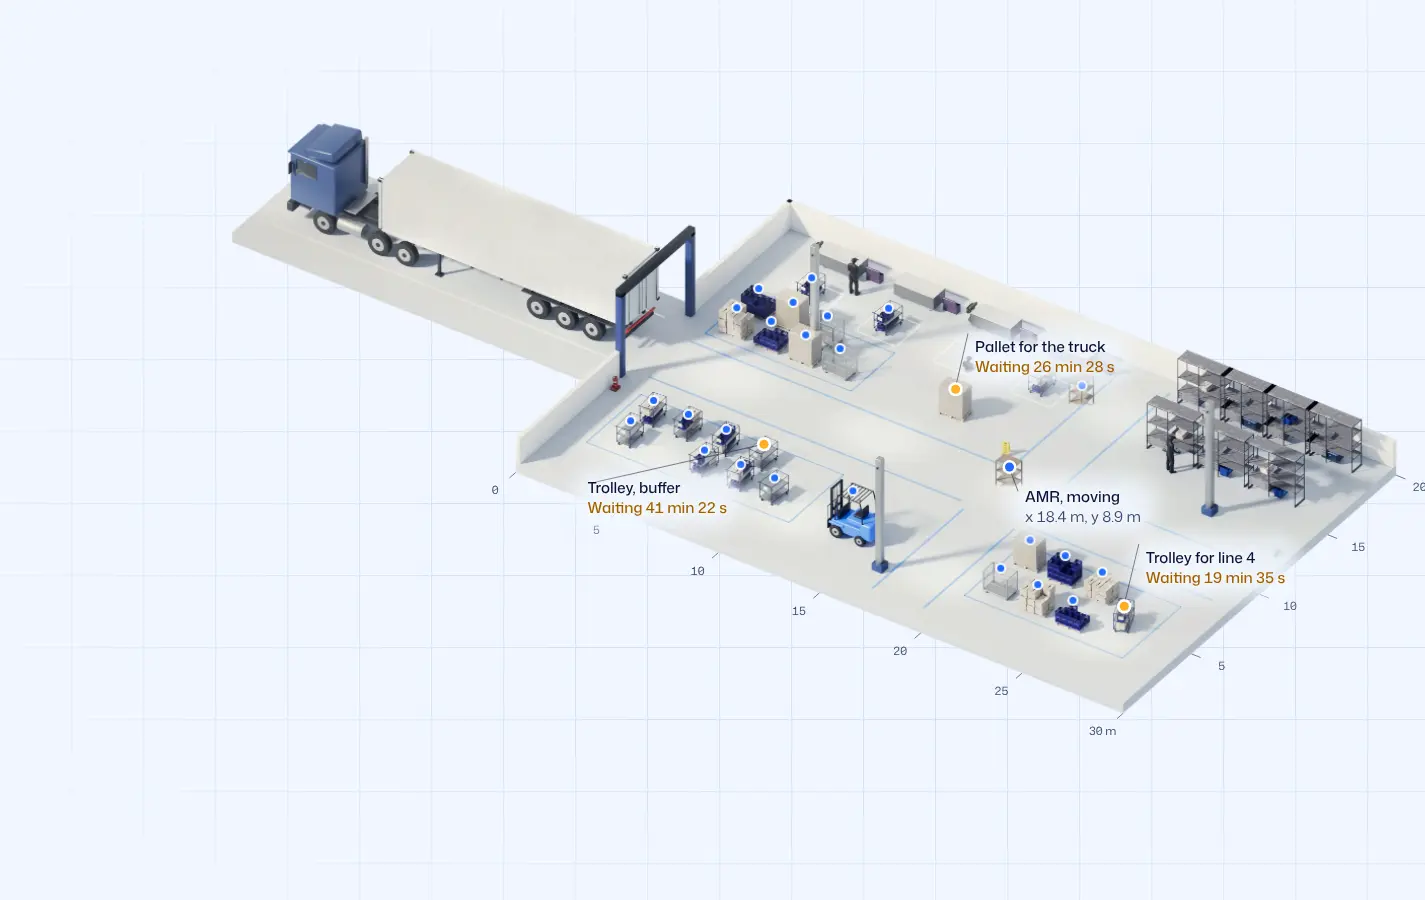 Pallet for the truck
Waiting 26 min 28 s
Trolley, buffer
Waiting 41 min 22 s
AMR, moving
x 18.4 m, y 8.9 m
Trolley for line 4
Waiting 19 min 35 s
0
5
10
15
20
25
30 m
5
10
15
20